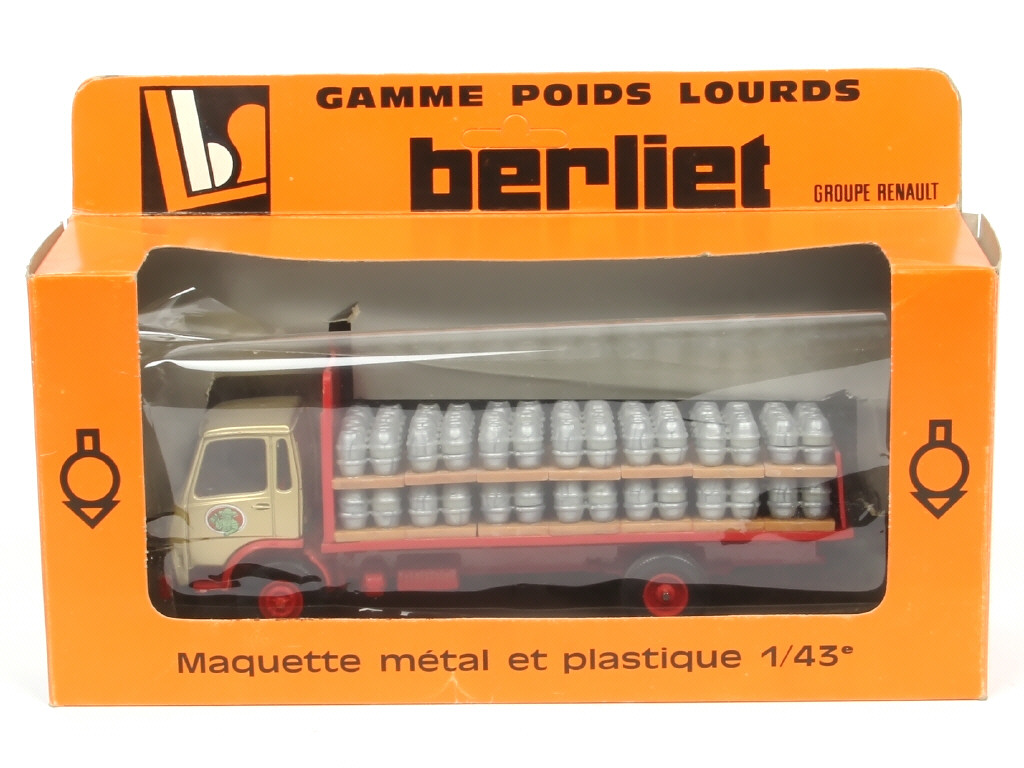 GAMME POIDS LOURDS
berliet
GROUPE RENAULT
Maquette métal et plastique 1/43ᵉ